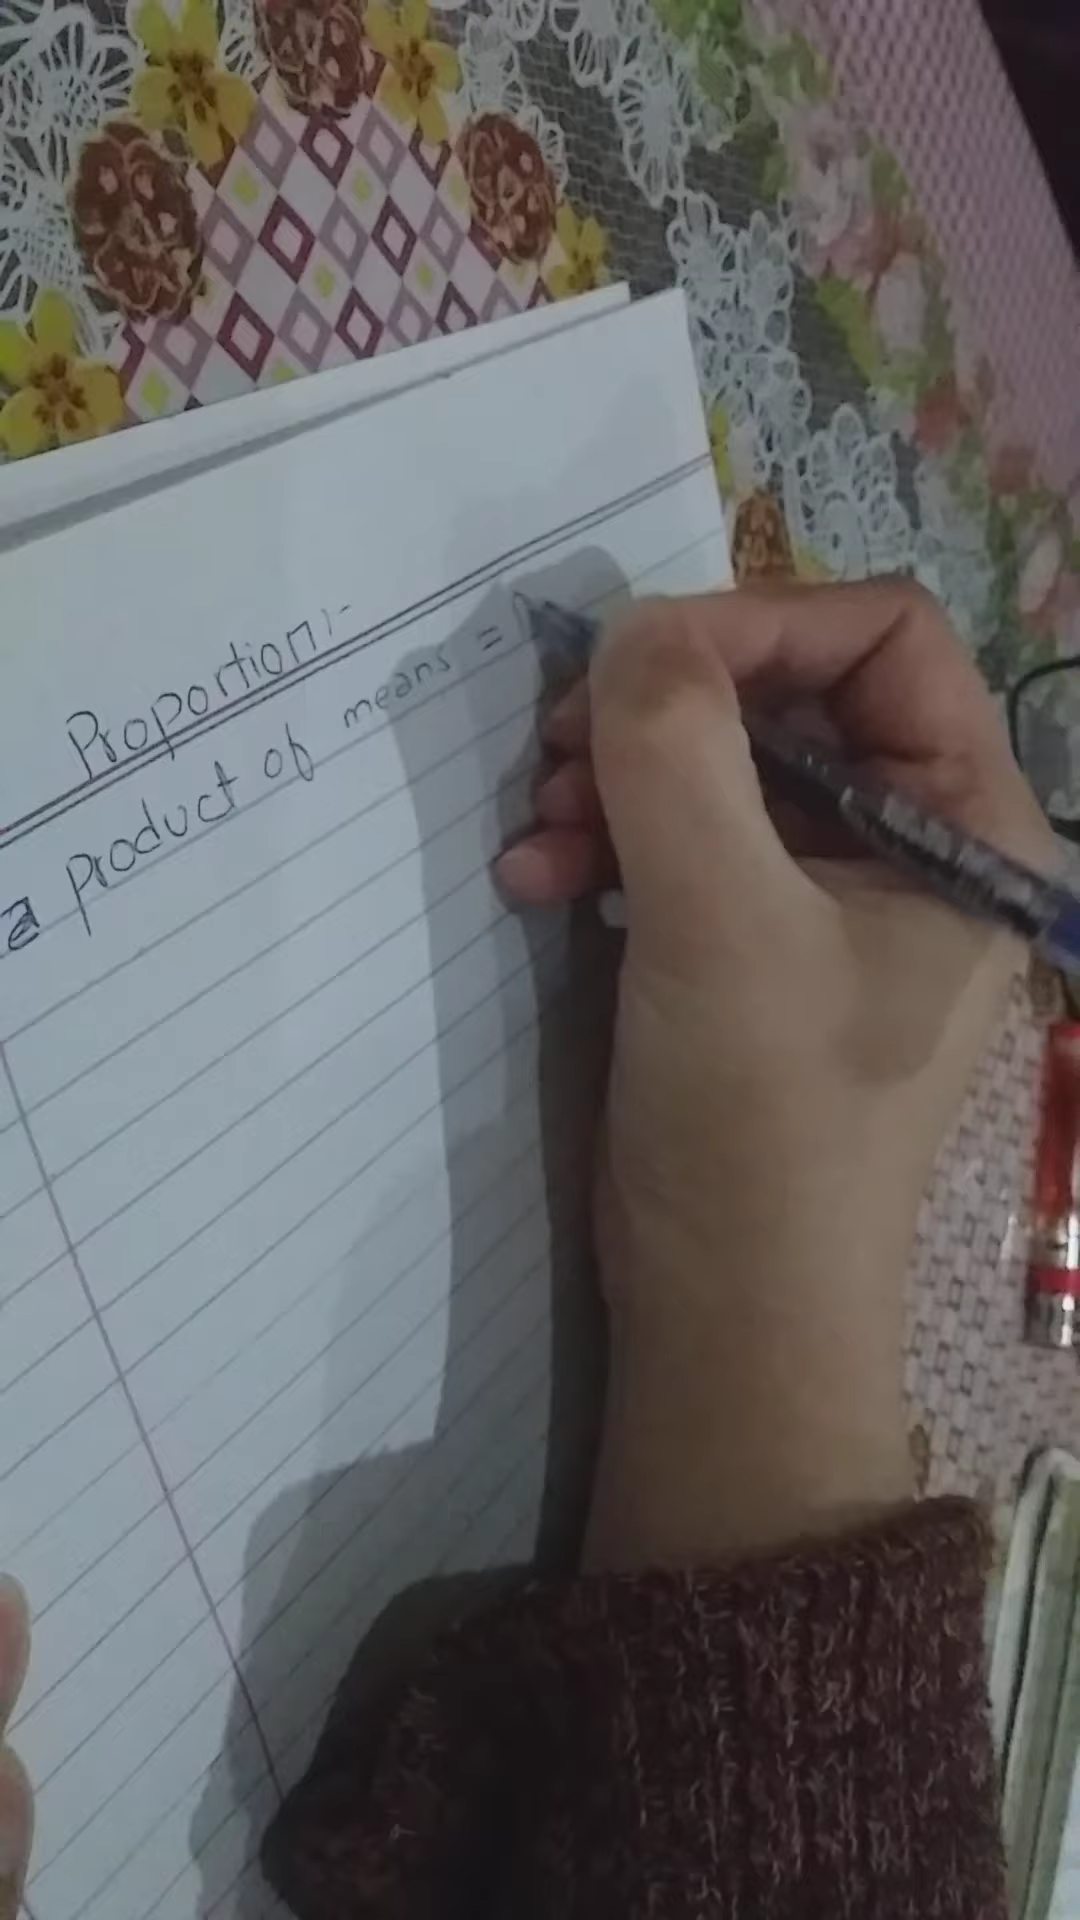 Proportion:-
product of means =